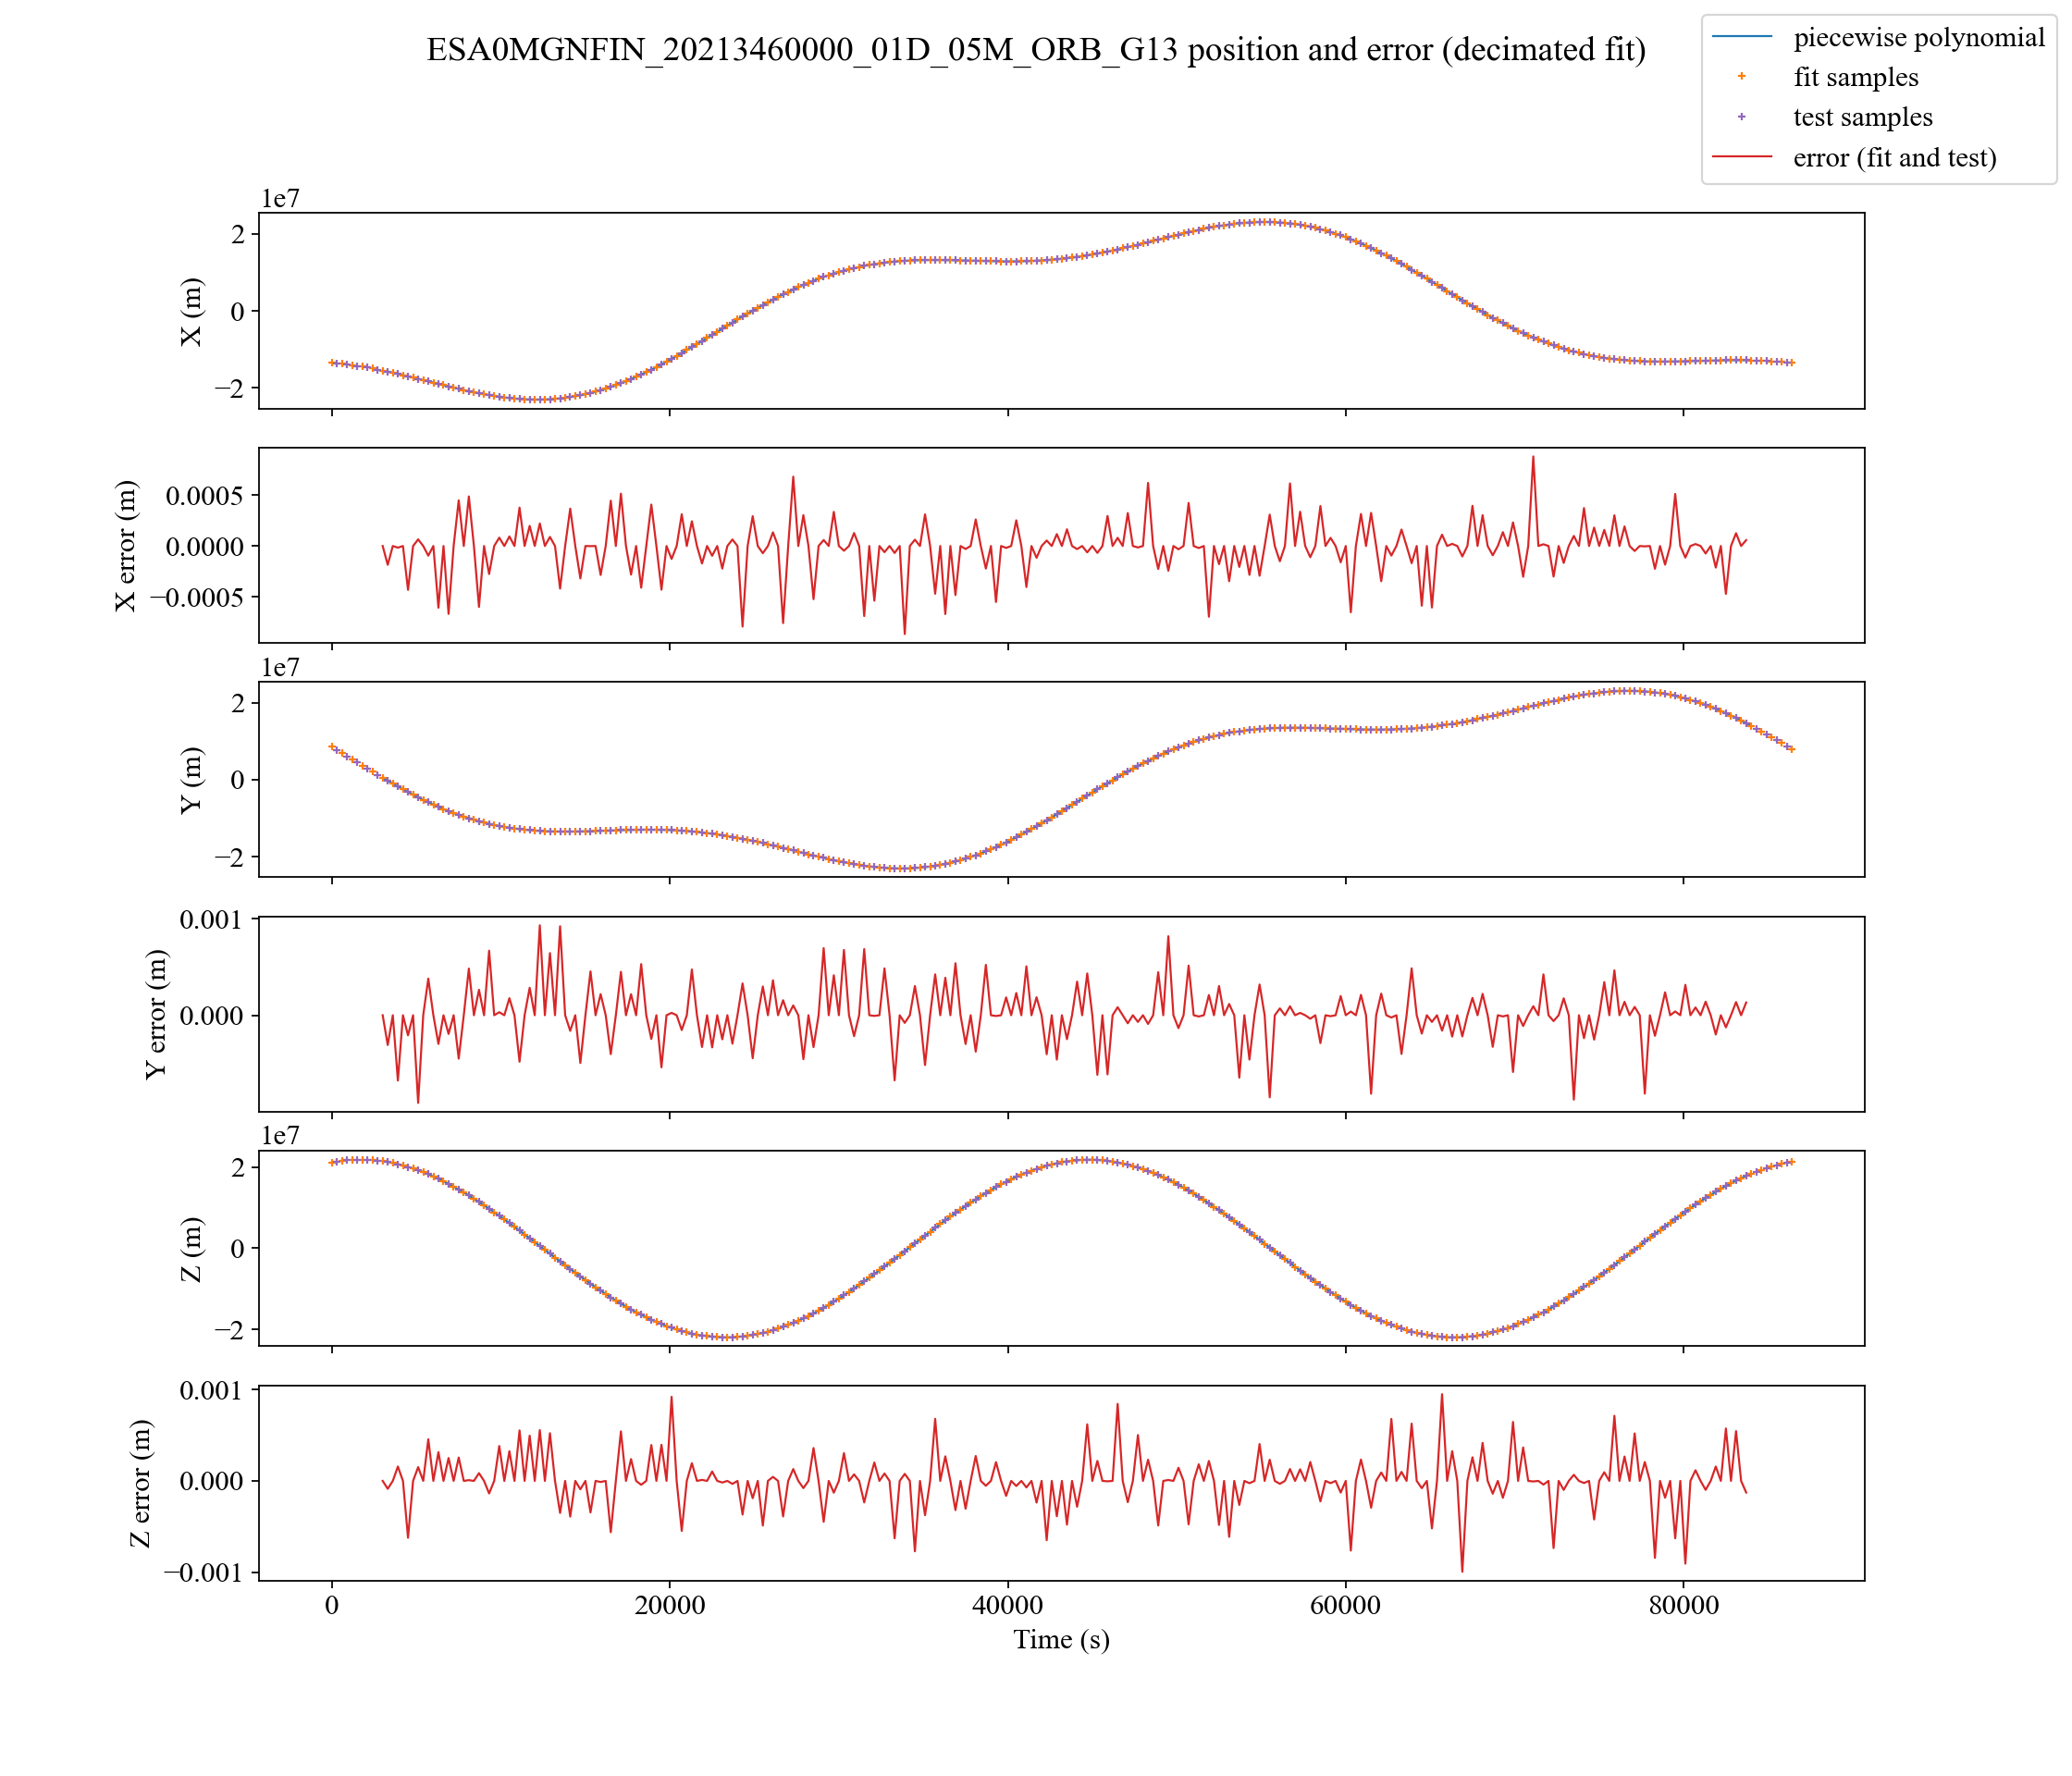 ESA0MGNFIN_20213460000_01D_05M_ORB_G13 position and error (decimated fit)
piecewise polynomial
fit samples
test samples
error (fit and test)
1e7
2
0
−2
X (m)
0.0005
0.0000
−0.0005
X error (m)
1e7
2
0
−2
Y (m)
0.001
0.000
Y error (m)
1e7
2
0
−2
Z (m)
0.001
0.000
−0.001
Z error (m)
0 20000 40000 60000 80000
Time (s)